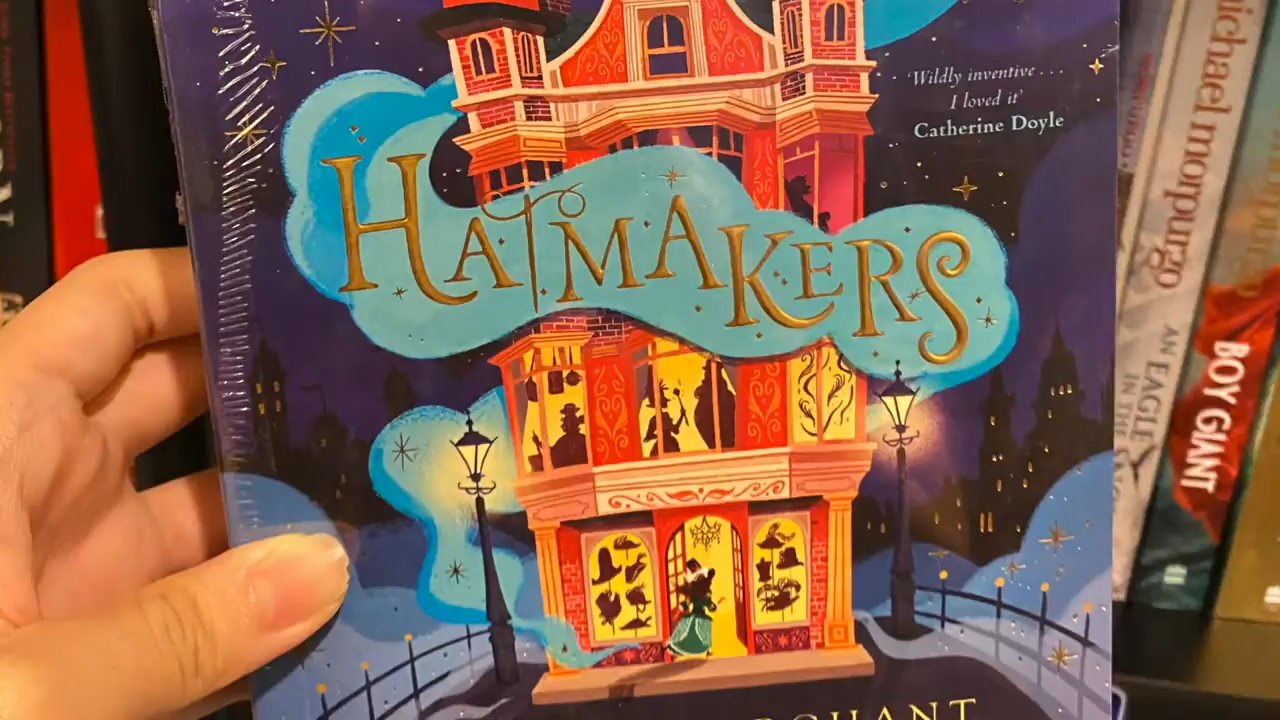 'Wildly inventive . . .
I loved it'
Catherine Doyle
HATMAKERS
michael morpurgo
AN EAGLE
IN THE
BOY GIANT